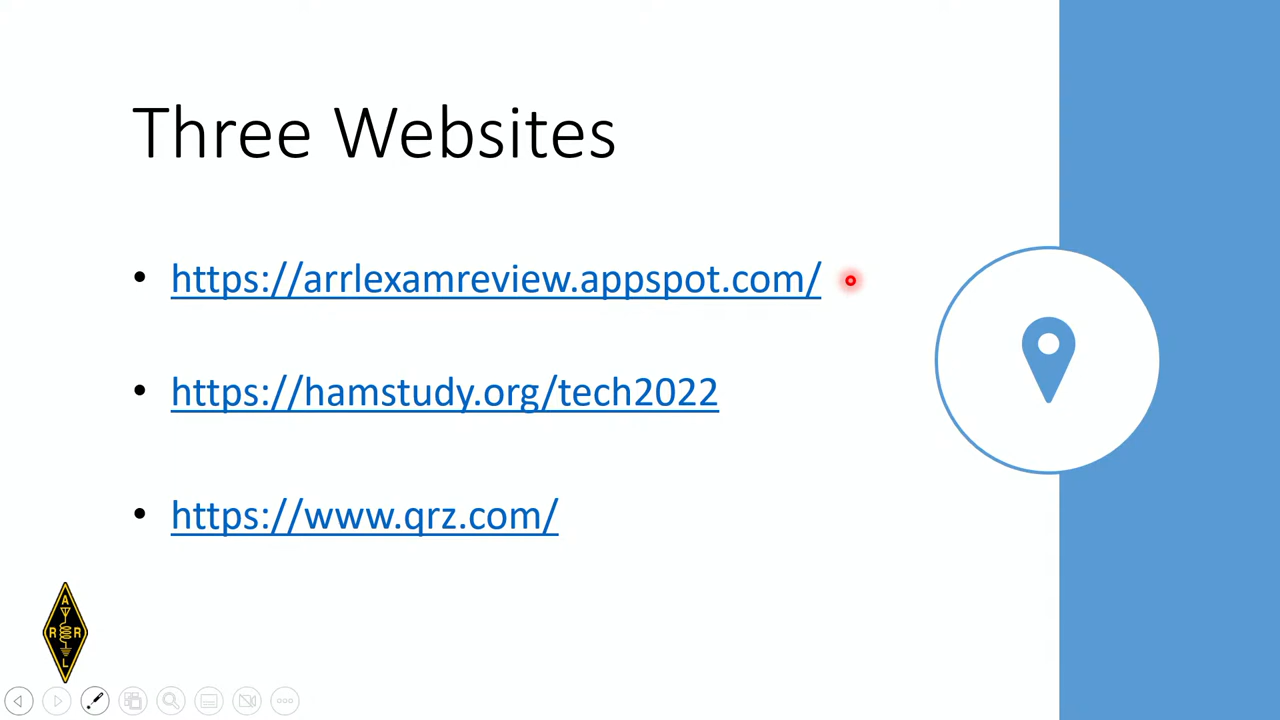 Three Websites
• https://arrlexamreview.appspot.com/
• https://hamstudy.org/tech2022
• https://www.qrz.com/
A
R R
L